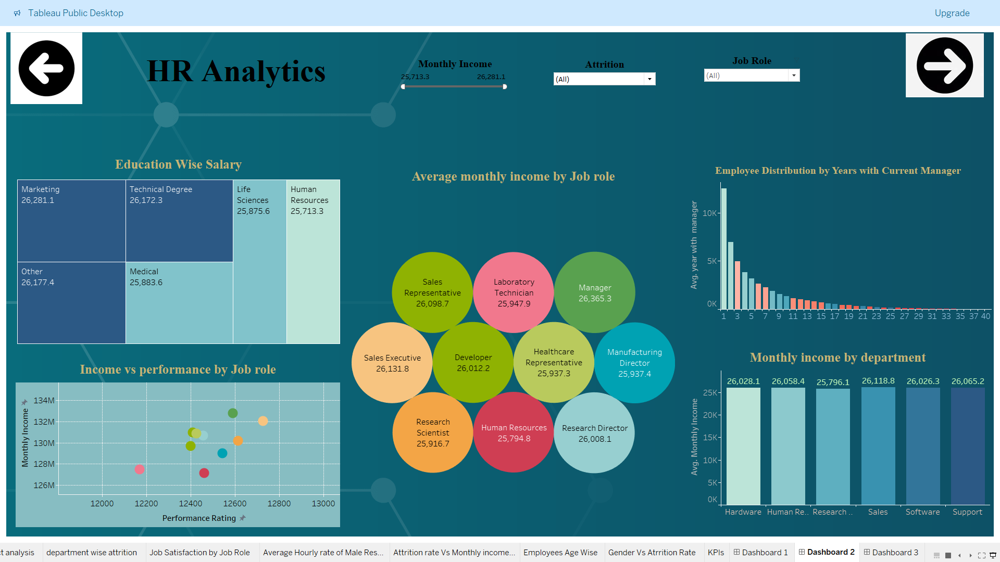 Tableau Public Desktop
Upgrade
HR Analytics
Monthly Income
25,713.3
26,281.1
Attrition
(All)
Job Role
(All)
Education Wise Salary
Marketing
26,281.1
Technical Degree
26,172.3
Life
Sciences
25,875.6
Human
Resources
25,713.3
Other
26,177.4
Medical
25,883.6
Income vs performance by Job role
Monthly Income
134M
132M
130M
128M
126M
12000
12200
12400
12600
12800
13000
Performance Rating
Average monthly income by Job role
Sales
Representative
26,098.7
Laboratory
Technician
25,947.9
Manager
26,365.3
Sales Executive
26,131.8
Developer
26,012.2
Healthcare
Representative
25,937.3
Manufacturing
Director
25,937.4
Research
Scientist
25,916.7
Human Resources
25,794.8
Research Director
26,008.1
Employee Distribution by Years with Current Manager
Avg. year with manager
10K
5K
0K
1
3
5
7
9
11
13
15
17
19
21
23
25
27
29
31
33
35
37
40
Monthly income by department
Avg. Monthly Income
25K
20K
15K
10K
5K
0K
26,028.1
26,058.4
25,796.1
26,118.8
26,026.3
26,065.2
Hardware
Human Re..
Research ..
Sales
Software
Support
ct analysis
department wise attrition
Job Satisfaction by Job Role
Average Hourly rate of Male Res...
Attrition rate Vs Monthly income...
Employees Age Wise
Gender Vs Atrrition Rate
KPIs
Dashboard 1
Dashboard 2
Dashboard 3